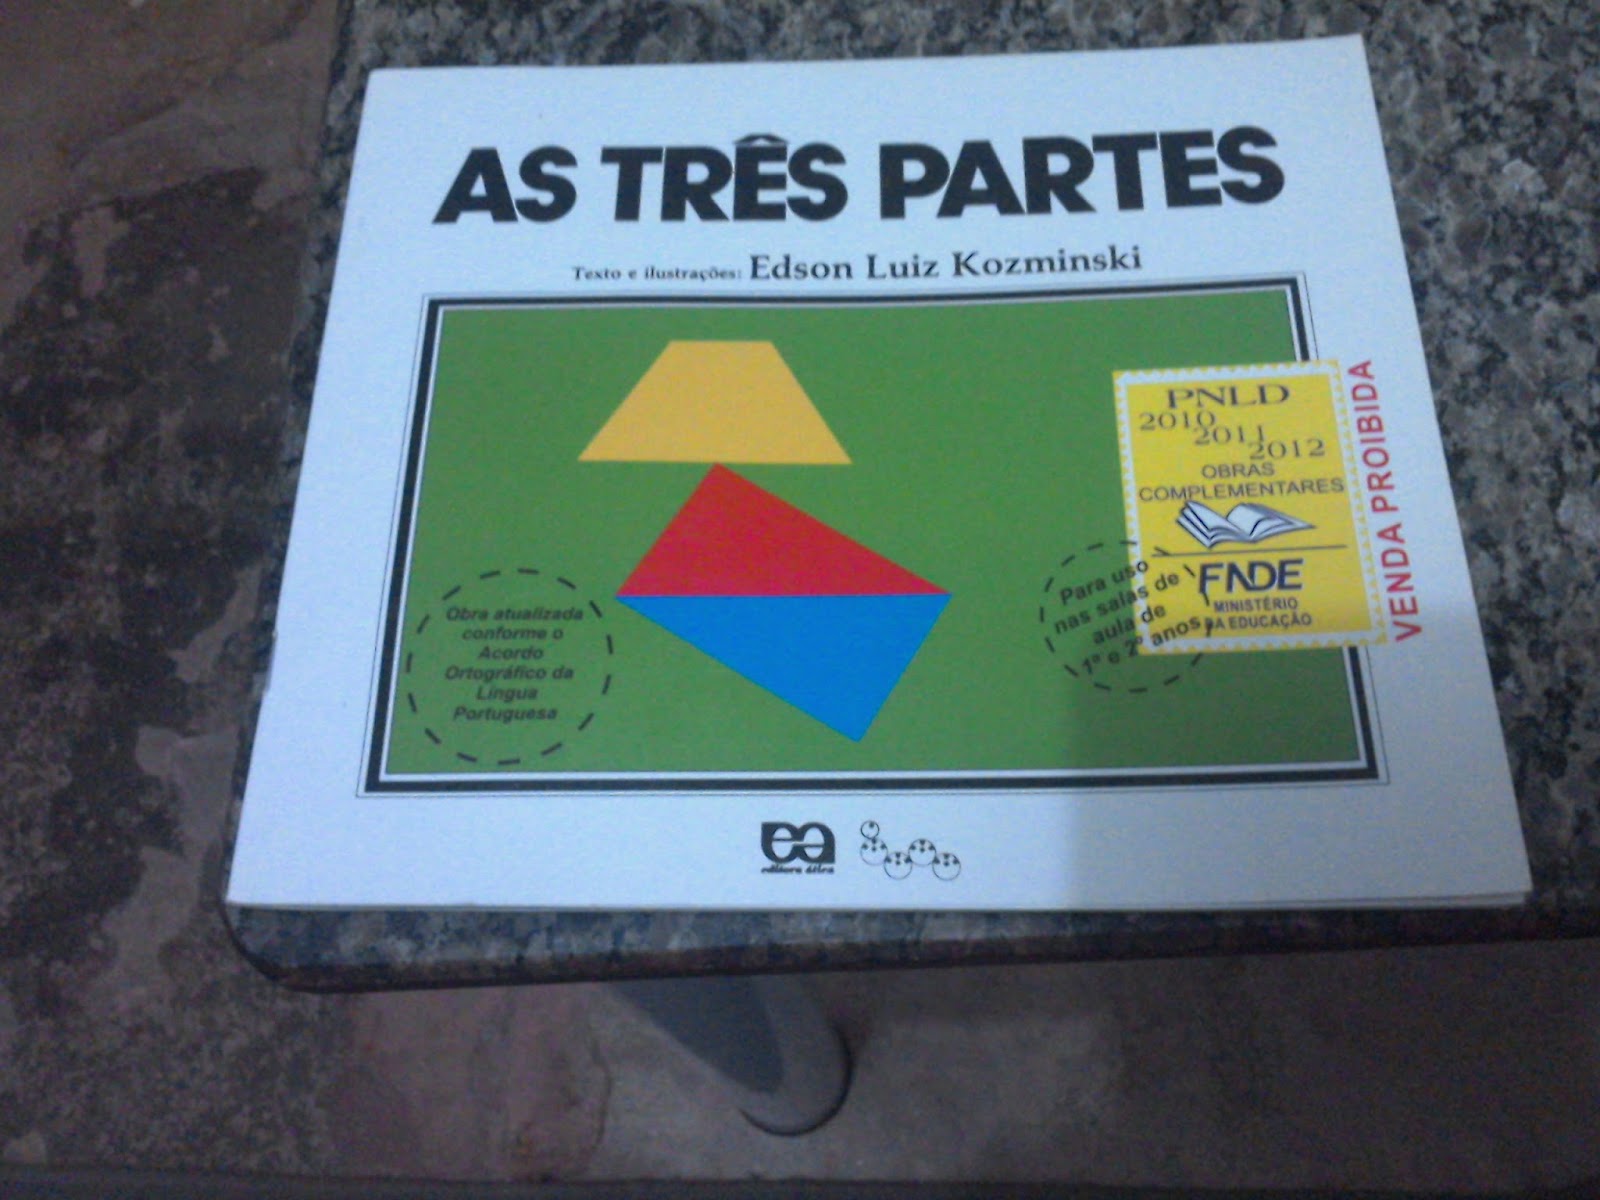 AS TRÊS PARTES
Texto e ilustrações: Edson Luiz Kozminski
PNLD
2010
2011
2012
OBRAS
COMPLEMENTARES
FNDE
MINISTÉRIO
DA EDUCAÇÃO
VENDA PROIBIDA
Para uso
nas salas de
aula de
1º e 2º anos
Obra atualizada
conforme o
Acordo
Ortográfico da
Língua
Portuguesa
ea
editora ática